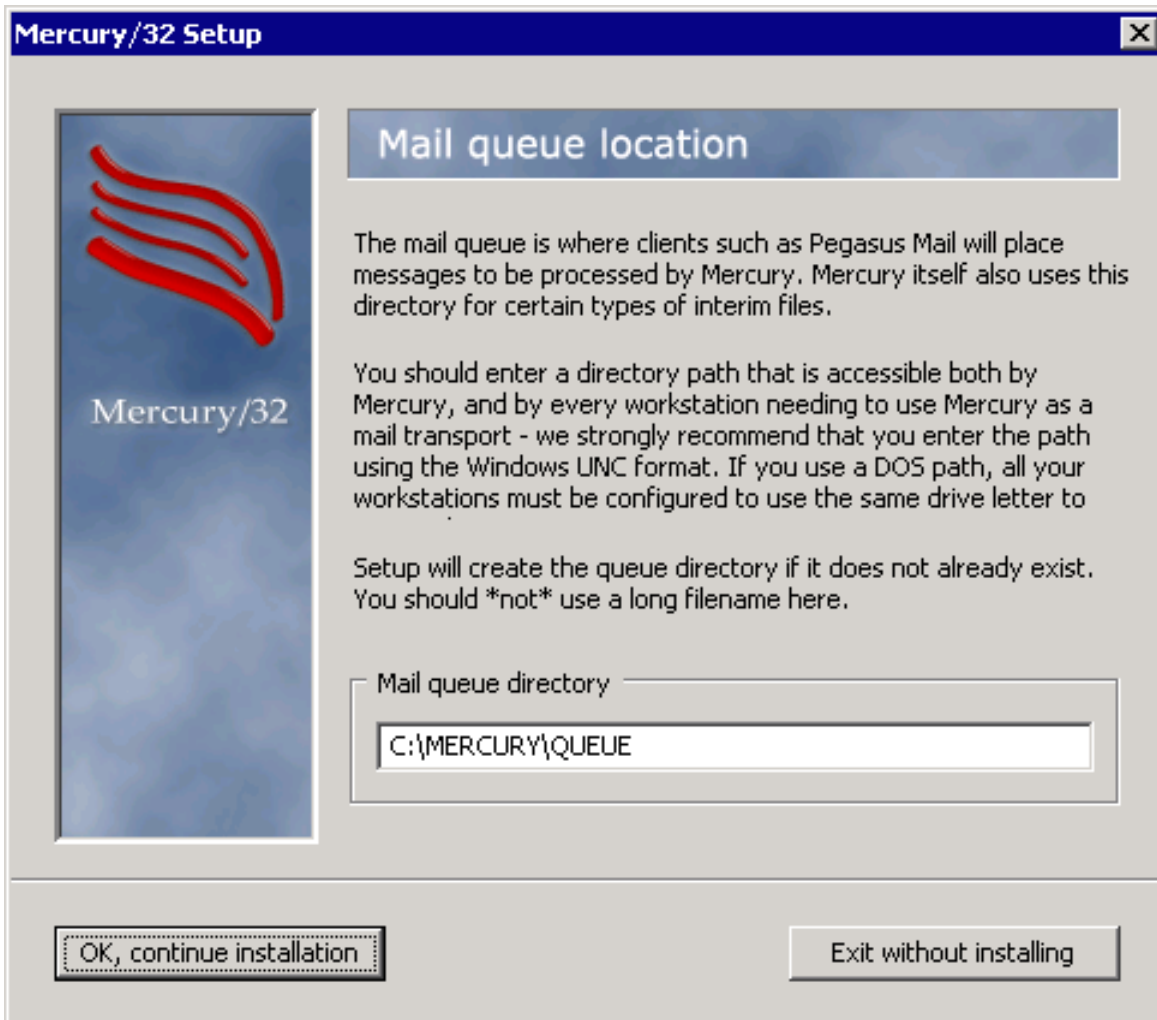 Mercury/32 Setup
Mail queue location
Mercury/32
The mail queue is where clients such as Pegasus Mail will place
messages to be processed by Mercury. Mercury itself also uses this
directory for certain types of interim files.
You should enter a directory path that is accessible both by
Mercury, and by every workstation needing to use Mercury as a
mail transport - we strongly recommend that you enter the path
using the Windows UNC format. If you use a DOS path, all your
workstations must be configured to use the same drive letter to
Setup will create the queue directory if it does not already exist.
You should *not* use a long filename here.
Mail queue directory
C:\MERCURY\QUEUE
OK, continue installation
Exit without installing